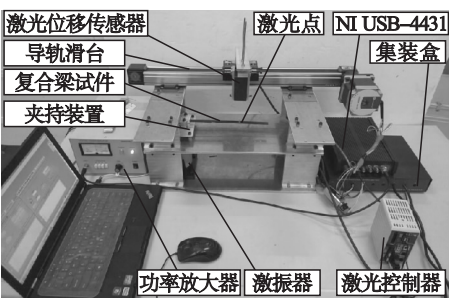 激光位移传感器
激光点
NI USB-4431
导轨滑台
集装盒
复合梁试件
夹持装置
功率放大器
激振器
激光控制器